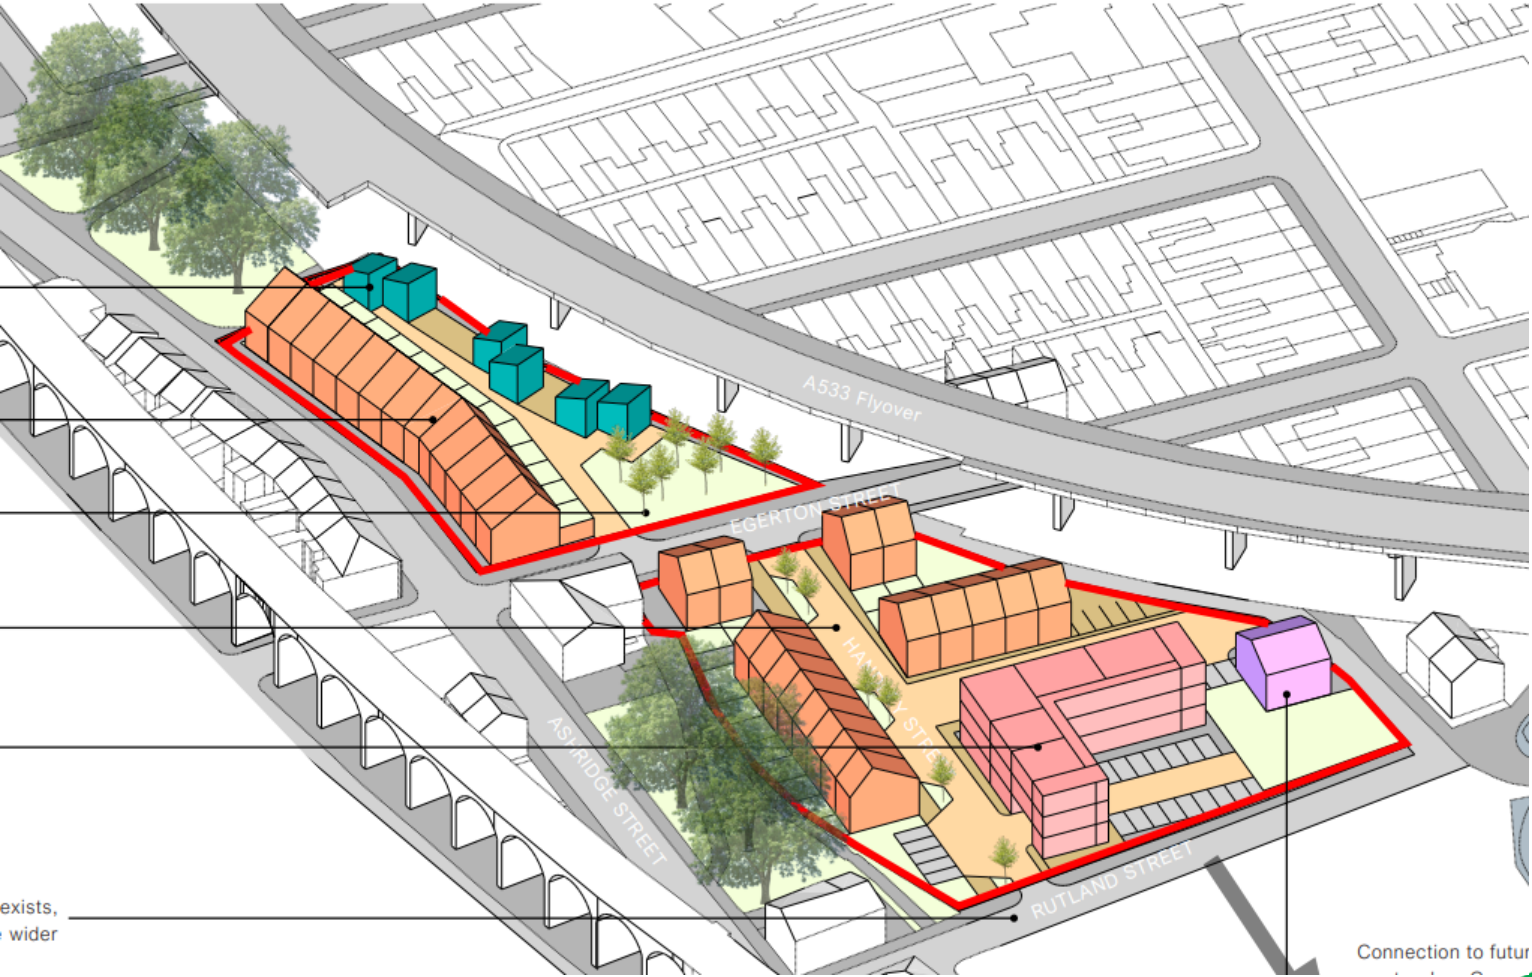 A533 Flyover
EGERTON STREET
ASHRIDGE STREET
exists,
wider
RUTLAND STREET
Connection to futur